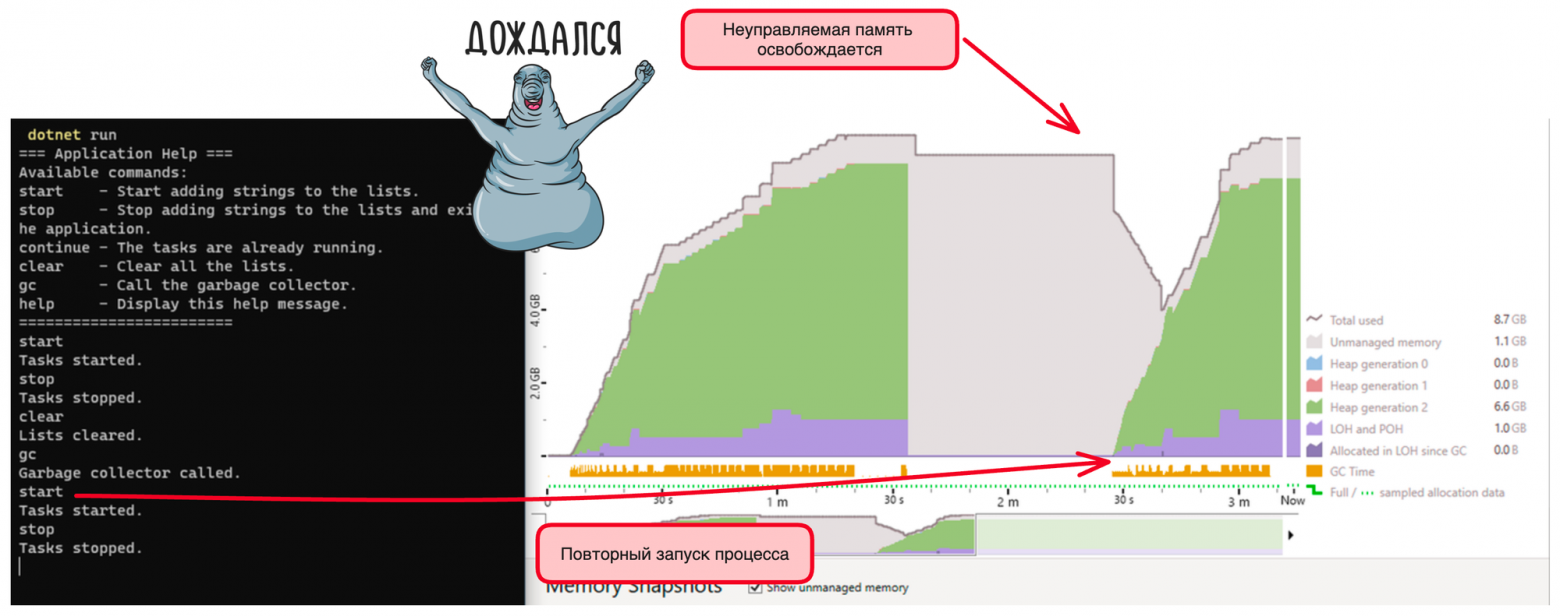 ДОЖДАЛСЯ
Неуправляемая память
освобождается
dotnet run
=== Application Help ===
Available commands:
start    - Start adding strings to the lists.
stop     - Stop adding strings to the lists and exi
he application.
continue - The tasks are already running.
clear    - Clear all the lists.
gc       - Call the garbage collector.
help     - Display this help message.
=========================
start
Tasks started.
stop
Tasks stopped.
clear
Lists cleared.
gc
Garbage collector called.
start
Tasks started.
stop
Tasks stopped.
4.0 GB
2.0 GB
0
30 s
1 m
30 s
2 m
30 s
3 m
Now
Total used 8.7 GB
Unmanaged memory 1.1 GB
Heap generation 0 0.0 B
Heap generation 1 0.0 B
Heap generation 2 6.6 GB
LOH and POH 1.0 GB
Allocated in LOH since GC 0.0 B
GC Time
Full / sampled allocation data
Повторный запуск процесса
Memory Snapshots
Show unmanaged memory